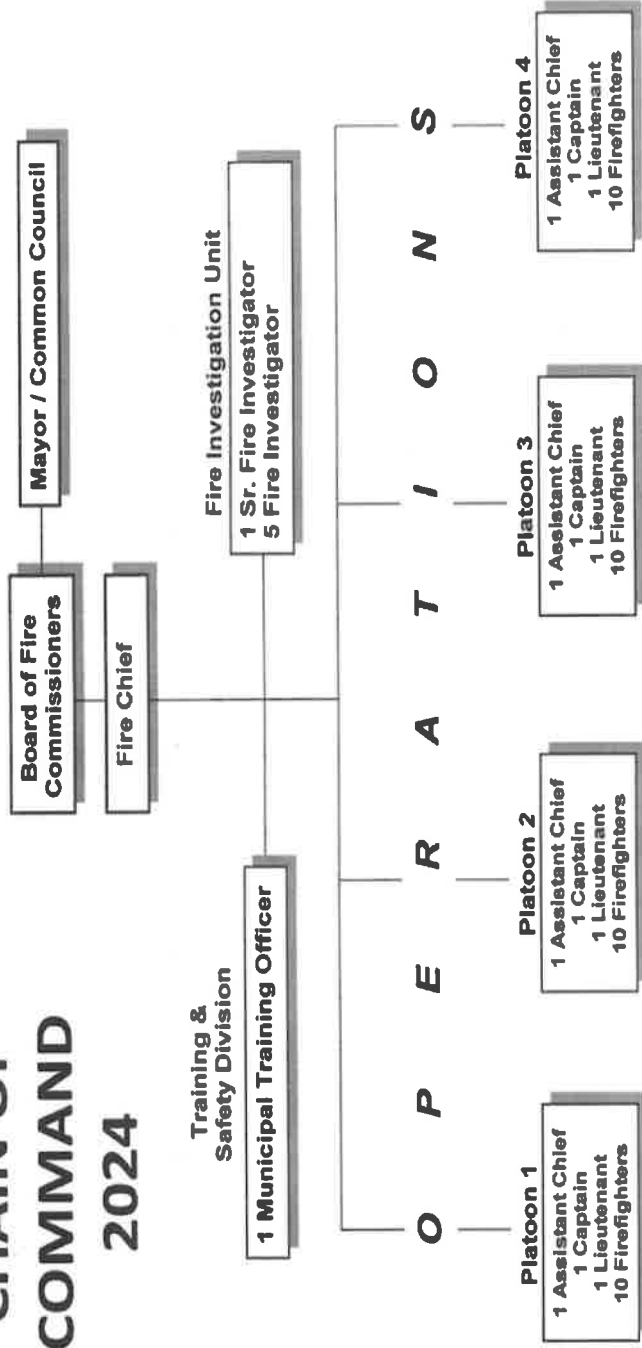 COMMAND
2024
Board of Fire
Commissioners
Mayor / Common Council
Fire Chief
Training &
Safety Division
1 Municipal Training Officer
Fire Investigation Unit
1 Sr. Fire Investigator
5 Fire Investigator
O P E R A T I O N S
Platoon 1
1 Assistant Chief
1 Captain
1 Lieutenant
10 Firefighters
Platoon 2
1 Assistant Chief
1 Captain
1 Lieutenant
10 Firefighters
Platoon 3
1 Assistant Chief
1 Captain
1 Lieutenant
10 Firefighters
Platoon 4
1 Assistant Chief
1 Captain
1 Lieutenant
10 Firefighters